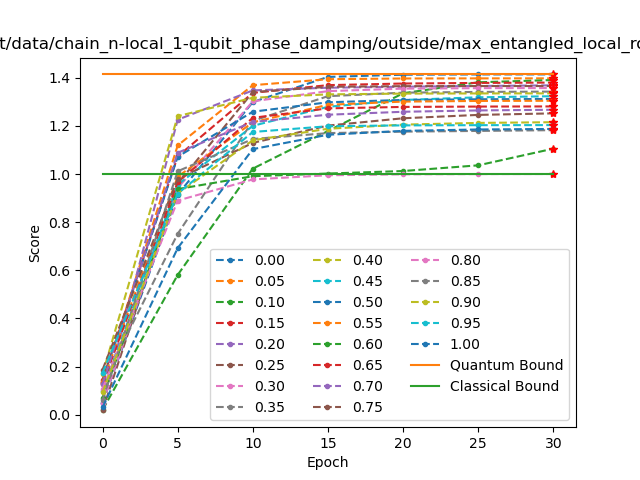 t/data/chain_n-local_1-qubit_phase_damping/outside/max_entangled_local_ro
Score
1.4
1.2
1.0
0.8
0.6
0.4
0.2
0.0
0.00 0.40 0.80
0.05 0.45 0.85
0.10 0.50 0.90
0.15 0.55 0.95
0.20 0.60 1.00
0.25 0.65 Quantum Bound
0.30 0.70 Classical Bound
0.35 0.75
0 5 10 15 20 25 30
Epoch